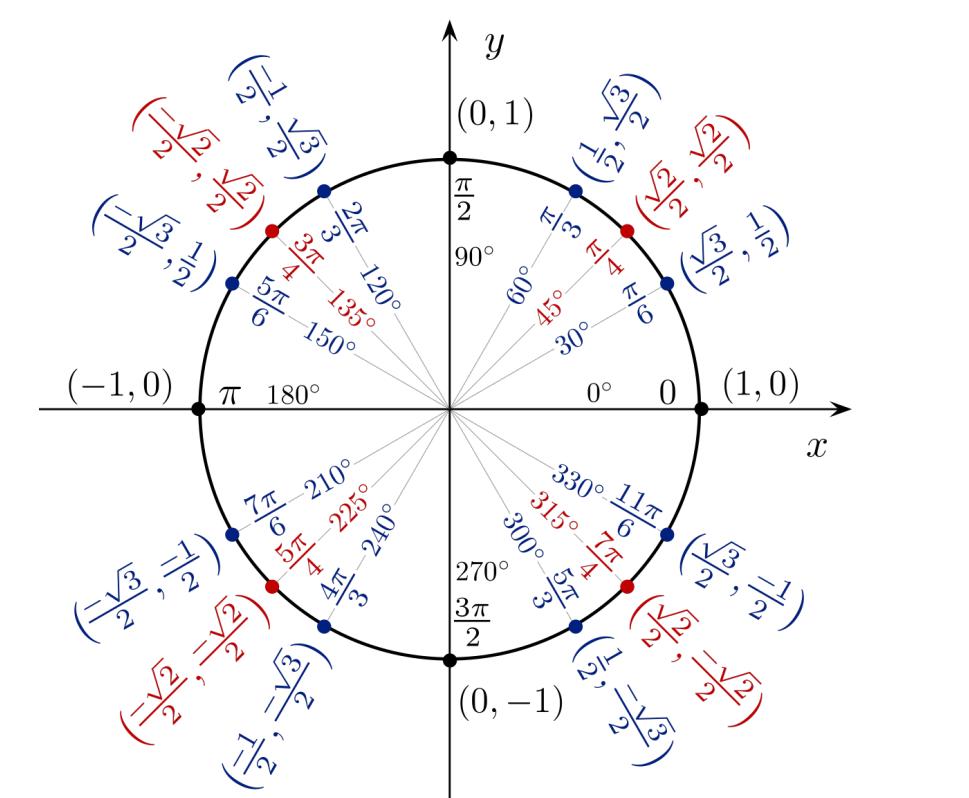 y
(0, 1)
π/2
90°
(1/2, √3/2)
π/3
60°
(√2/2, √2/2)
π/4
45°
(√3/2, 1/2)
π/6
30°
(−1/2, √3/2)
2π/3
120°
(−√2/2, √2/2)
3π/4
135°
(−√3/2, 1/2)
5π/6
150°
(−1, 0) π 180° 0° 0 (1, 0)
x
7π/6
210°
(−√3/2, −1/2)
5π/4
225°
(−√2/2, −√2/2)
4π/3
240°
(−1/2, −√3/2)
270°
3π/2
(0, −1)
300°
5π/3
(1/2, −√3/2)
315°
7π/4
(√2/2, −√2/2)
330°
11π/6
(√3/2, −1/2)